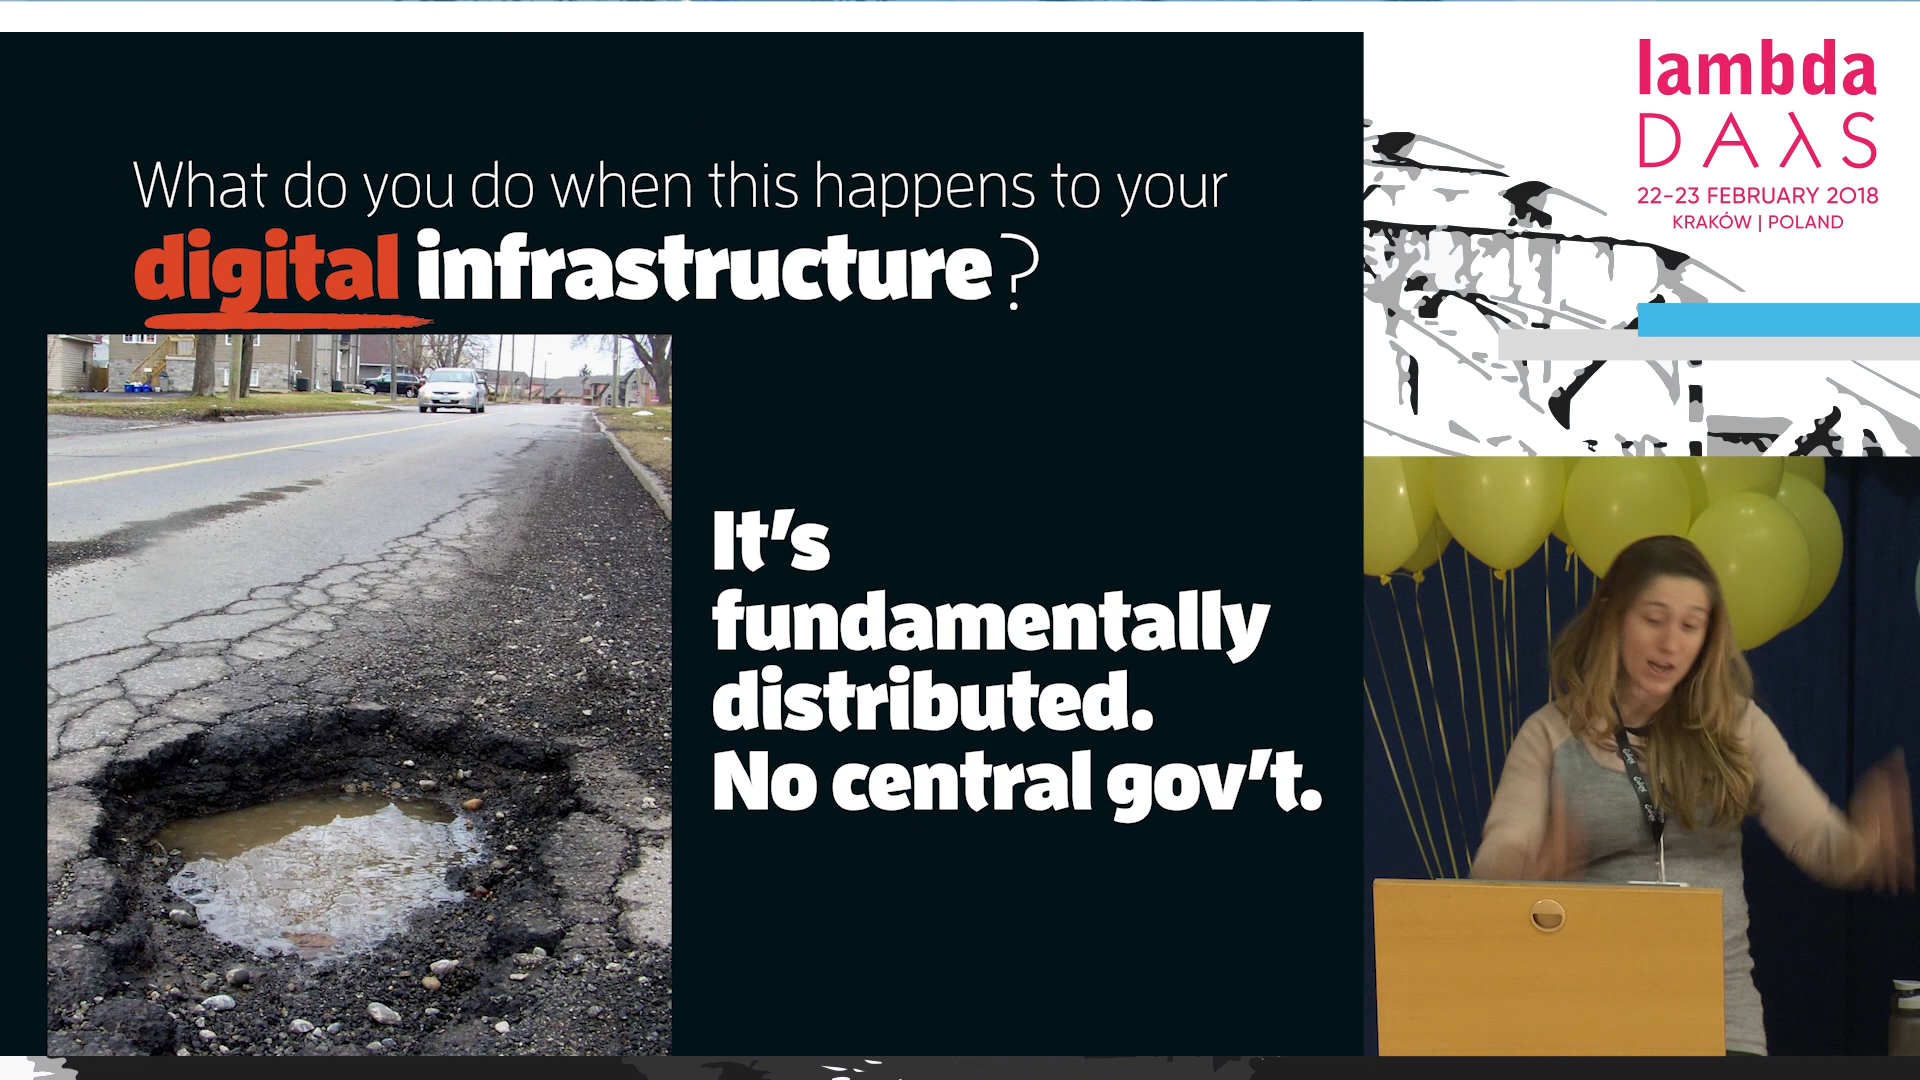 What do you do when this happens to your
digital infrastructure?
It's
fundamentally
distributed.
No central gov't.
lambda
DAλS
22-23 FEBRUARY 2018
KRAKÓW | POLAND